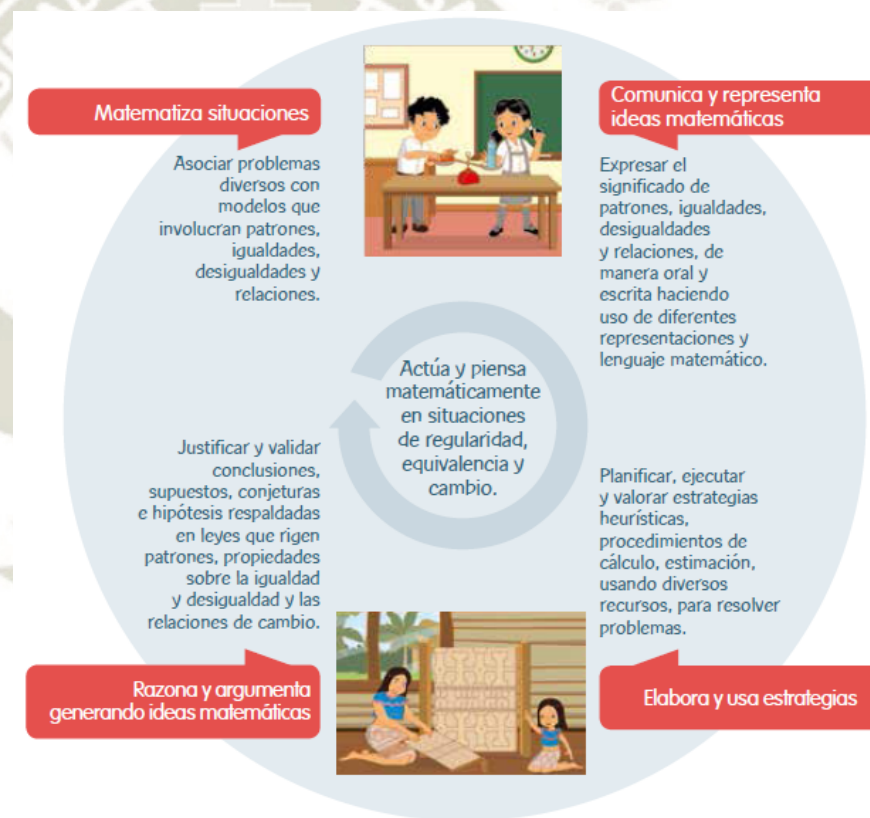 Matematiza situaciones
Asociar problemas
diversos con
modelos que
involucran patrones,
igualdades,
desigualdades y
relaciones.
Comunica y representa
ideas matemáticas
Expresar el
significado de
patrones, igualdades,
desigualdades
y relaciones, de
manera oral y
escrita haciendo
uso de diferentes
representaciones y
lenguaje matemático.
Actúa y piensa
matemáticamente
en situaciones
de regularidad,
equivalencia y
cambio.
Justificar y validar
conclusiones,
supuestos, conjeturas
e hipótesis respaldadas
en leyes que rigen
patrones, propiedades
sobre la igualdad
y desigualdad y las
relaciones de cambio.
Razona y argumenta
generando ideas matemáticas
Planificar, ejecutar
y valorar estrategias
heurísticas,
procedimientos de
cálculo, estimación,
usando diversos
recursos, para resolver
problemas.
Elabora y usa estrategias